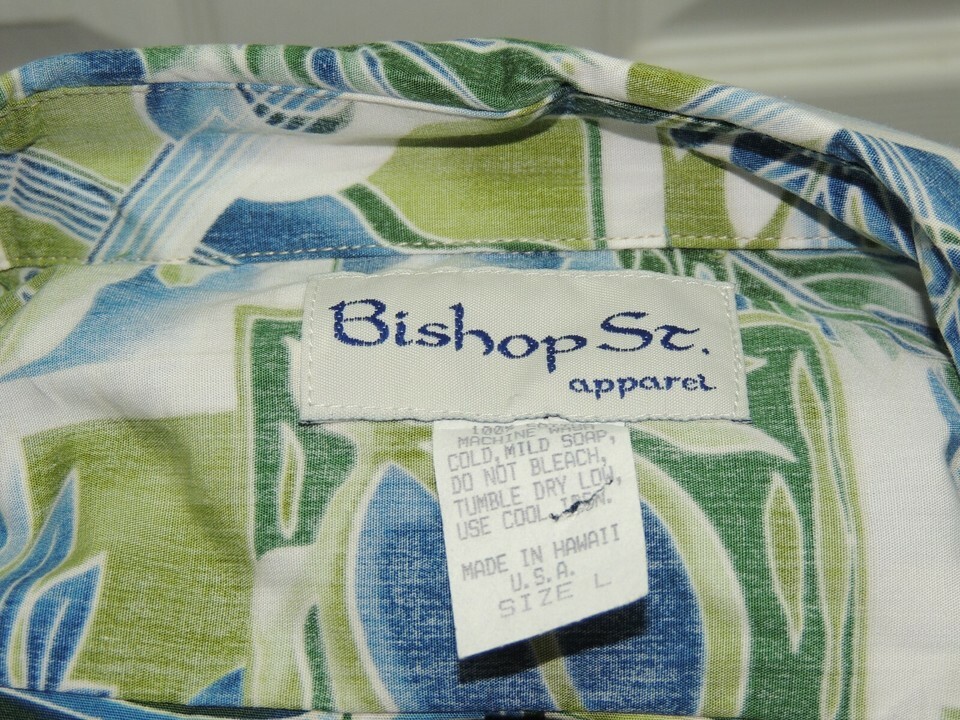 Bishop St.
apparel
100%
MACHINE WASH
COLD, MILD SOAP,
DO NOT BLEACH,
TUMBLE DRY LOW,
USE COOL IRON.
MADE IN HAWAII
U.S.A.
SIZE L